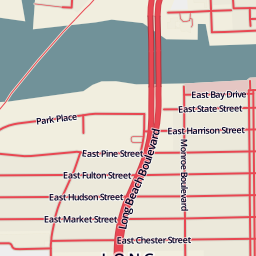 East Bay Drive
East State Street
Park Place
East Harrison Street
East Pine Street
Long Beach Boulevard
Monroe Boulevard
East Fulton Street
East Hudson Street
East Market Street
East Chester Street